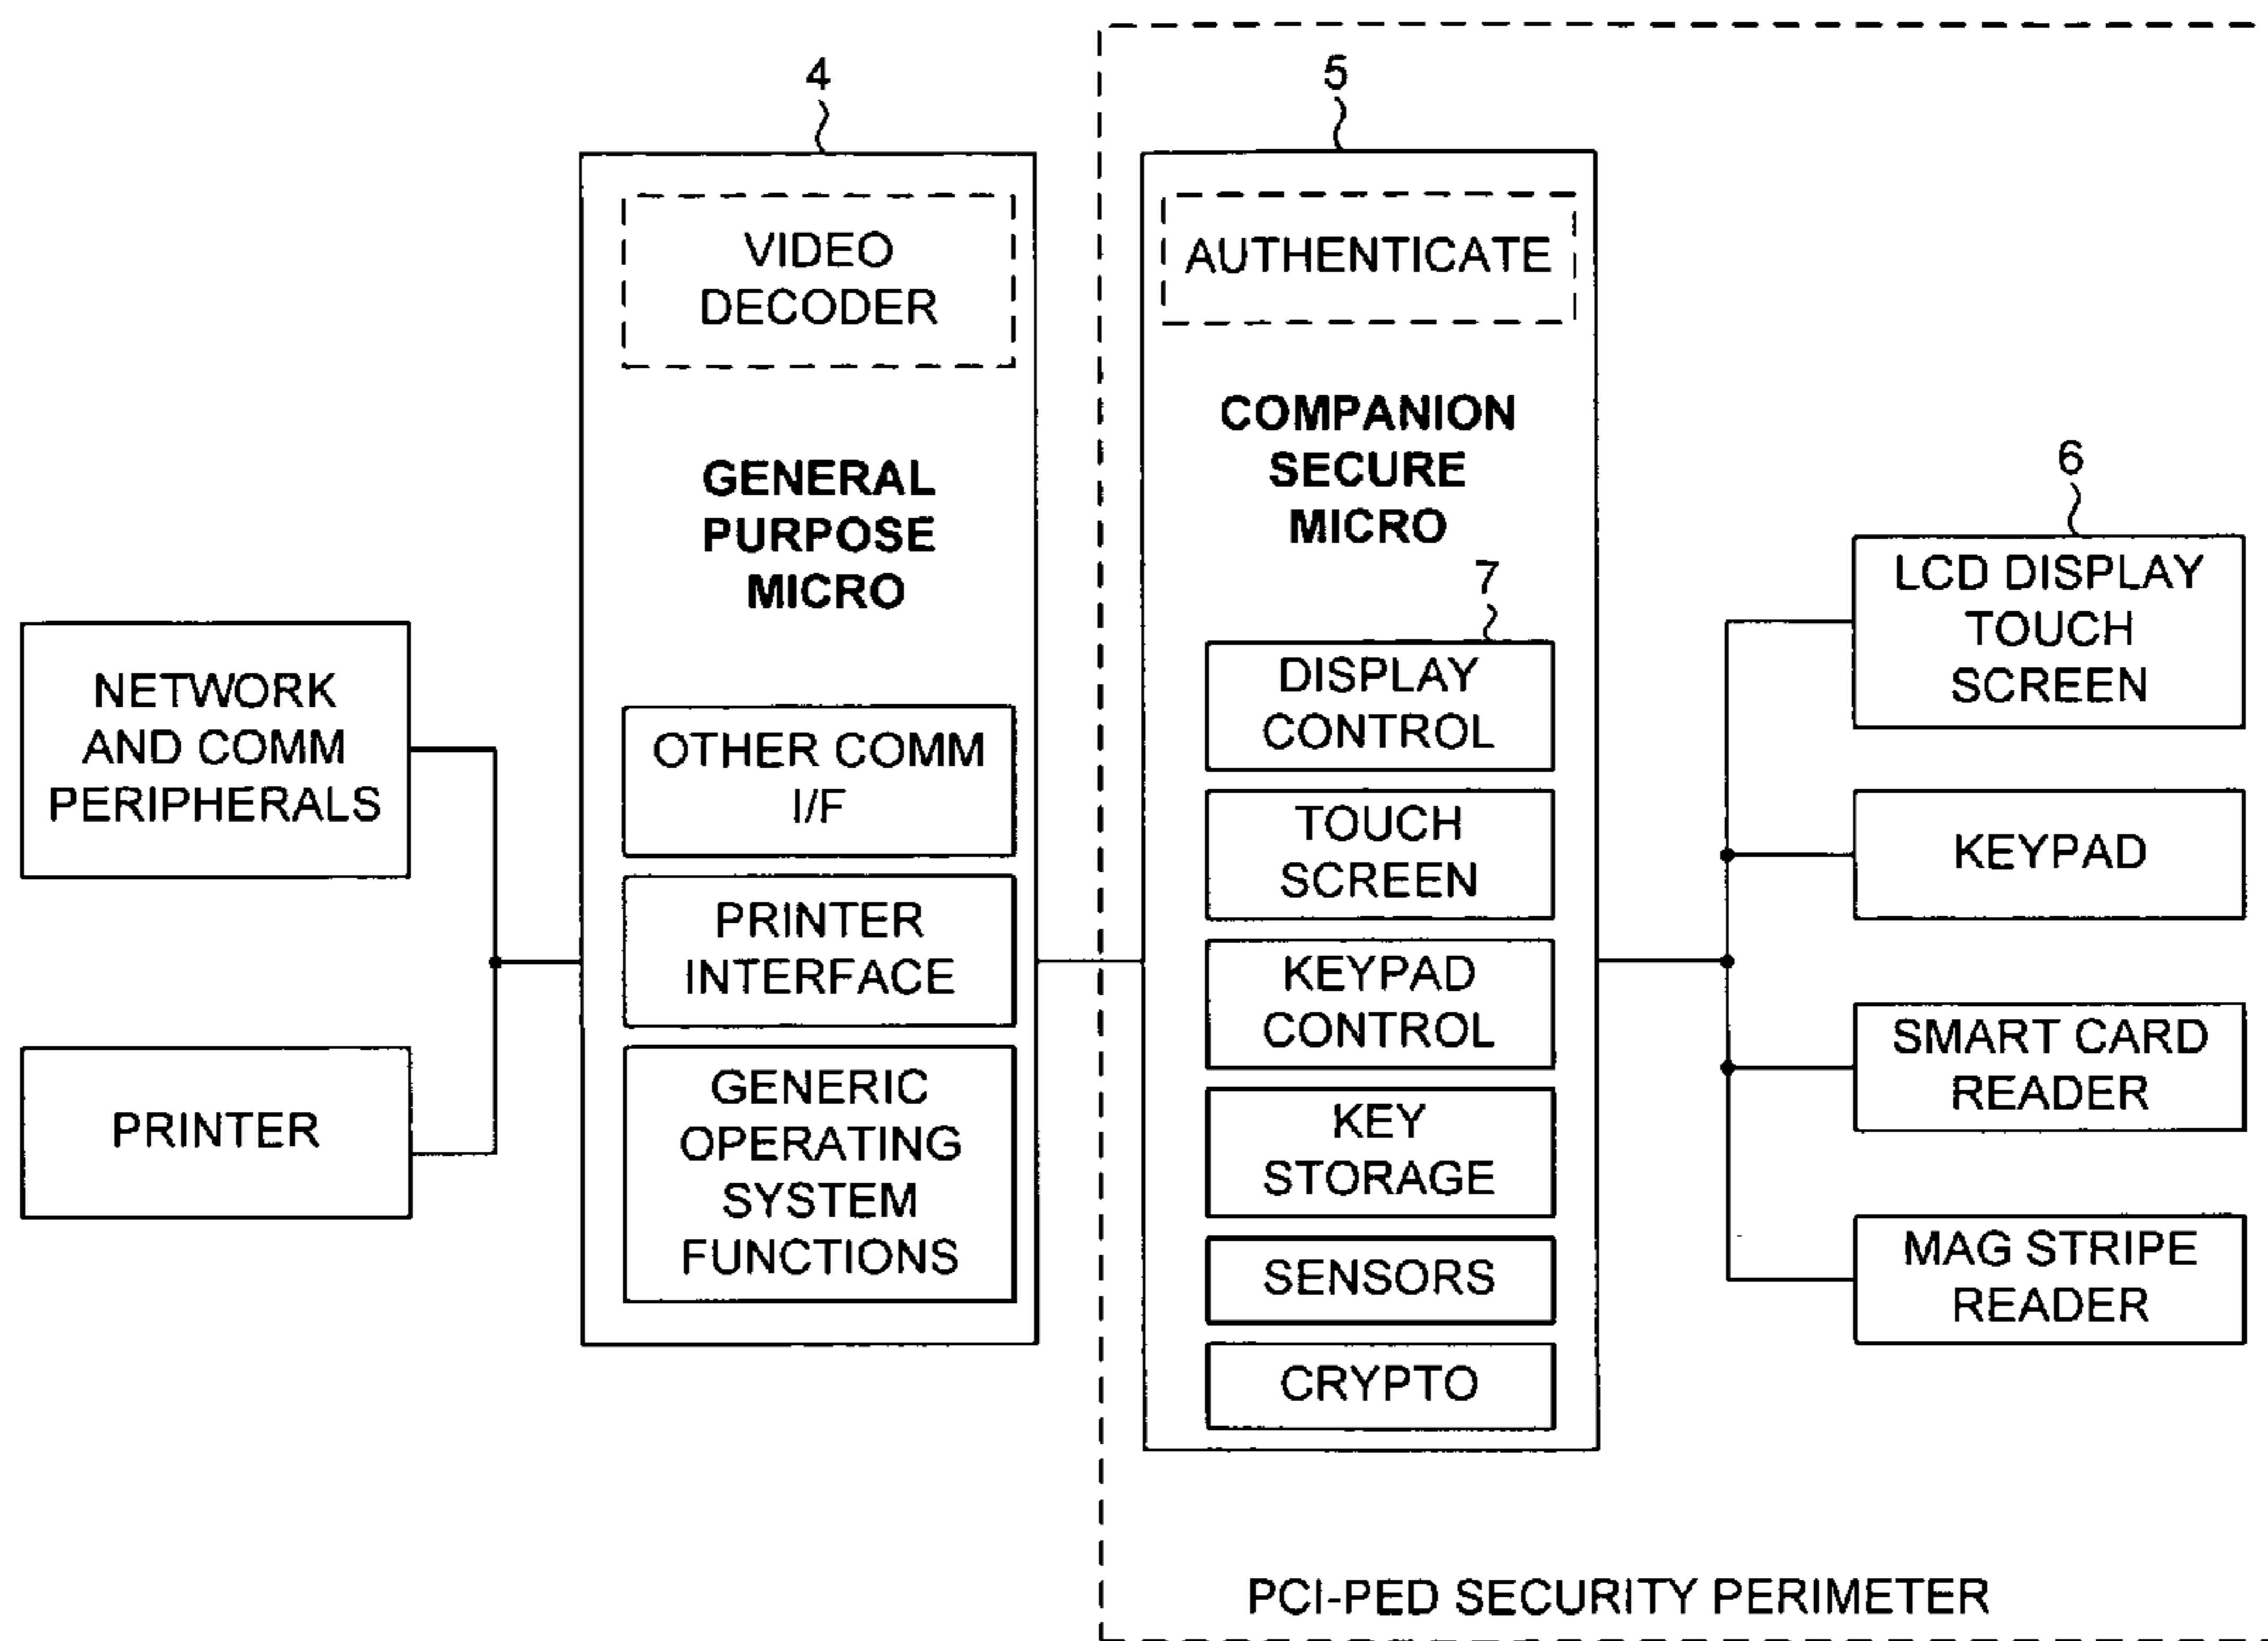 4
5
VIDEO
DECODER
AUTHENTICATE
GENERAL
PURPOSE
MICRO
COMPANION
SECURE
MICRO
6
7
NETWORK
AND COMM
PERIPHERALS
PRINTER
OTHER COMM
I/F
PRINTER
INTERFACE
GENERIC
OPERATING
SYSTEM
FUNCTIONS
DISPLAY
CONTROL
TOUCH
SCREEN
KEYPAD
CONTROL
KEY
STORAGE
SENSORS
CRYPTO
LCD DISPLAY
TOUCH
SCREEN
KEYPAD
SMART CARD
READER
MAG STRIPE
READER
PCI-PED SECURITY PERIMETER